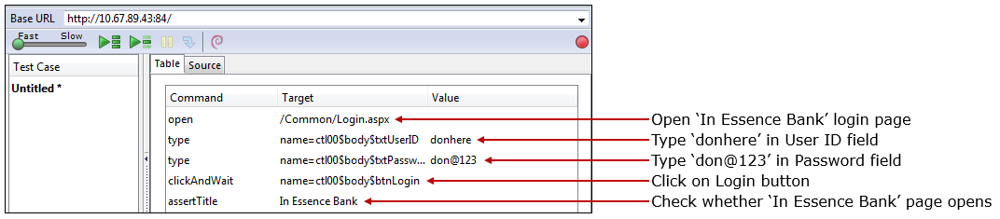 Base URL http://10.67.89.43:84/
Fast Slow
Test Case
Table Source
Untitled *
Command Target Value
open /Common/Login.aspx Open ‘In Essence Bank’ login page
type name=ctl00$body$txtUserID donhere Type ‘donhere’ in User ID field
type name=ctl00$body$txtPassw... don@123 Type ‘don@123’ in Password field
clickAndWait name=ctl00$body$btnLogin Click on Login button
assertTitle In Essence Bank Check whether ‘In Essence Bank’ page opens